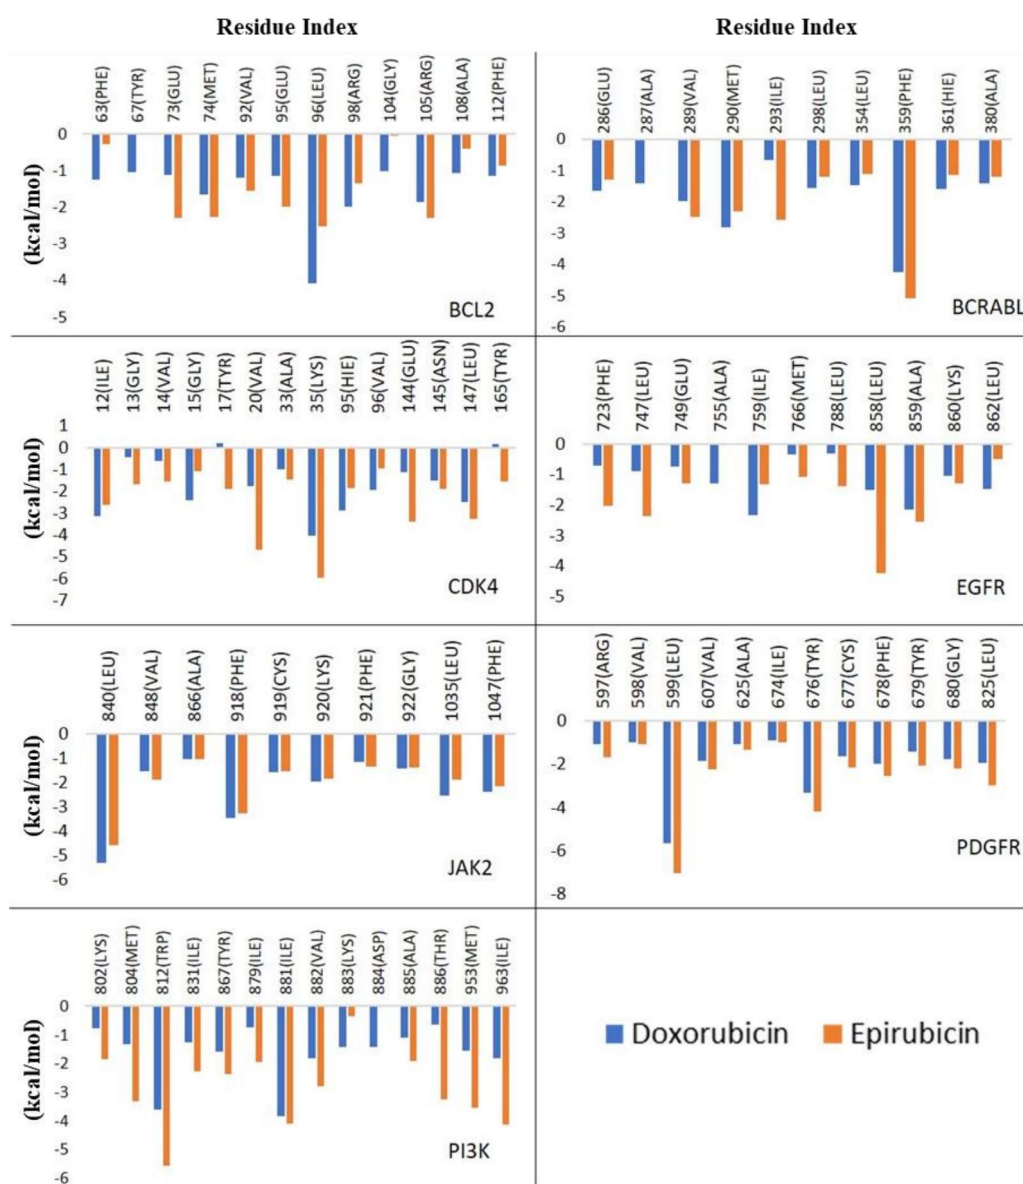 Residue Index
63(PHE) 67(TYR) 73(GLU) 74(MET) 92(VAL) 95(GLU) 96(LEU) 98(ARG) 104(GLY) 105(ARG) 108(ALA) 112(PHE)
(kcal/mol)
0
-1
-2
-3
-4
-5
BCL2
Residue Index
286(GLU) 287(ALA) 289(VAL) 290(MET) 293(ILE) 298(LEU) 354(LEU) 359(PHE) 361(HIE) 380(ALA)
0
-1
-2
-3
-4
-5
-6
BCRABL
12(ILE) 13(GLY) 14(VAL) 15(GLY) 17(TYR) 20(VAL) 33(ALA) 35(LYS) 95(HIE) 96(VAL) 144(GLU) 145(ASN) 147(LEU) 165(TYR)
(kcal/mol)
1
0
-1
-2
-3
-4
-5
-6
-7
CDK4
723(PHE) 747(LEU) 749(GLU) 755(ALA) 759(ILE) 766(MET) 788(LEU) 858(LEU) 859(ALA) 860(LYS) 862(LEU)
0
-1
-2
-3
-4
-5
EGFR
840(LEU) 848(VAL) 866(ALA) 918(PHE) 919(CYS) 920(LYS) 921(PHE) 922(GLY) 1035(LEU) 1047(PHE)
(kcal/mol)
0
-1
-2
-3
-4
-5
-6
JAK2
597(ARG) 598(VAL) 599(LEU) 607(VAL) 625(ALA) 674(ILE) 676(TYR) 677(CYS) 678(PHE) 679(TYR) 680(GLY) 825(LEU)
0
-2
-4
-6
-8
PDGFR
802(LYS) 804(MET) 812(TRP) 831(ILE) 867(TYR) 879(ILE) 881(ILE) 882(VAL) 883(LYS) 884(ASP) 885(ALA) 886(THR) 953(MET) 963(ILE)
(kcal/mol)
0
-1
-2
-3
-4
-5
-6
PI3K
Doxorubicin Epirubicin